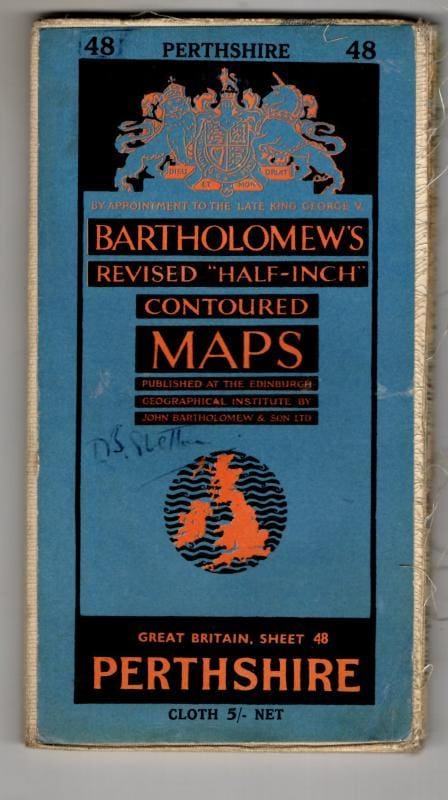 48 PERTHSHIRE 48
DIEU ET MON DROIT
BY APPOINTMENT TO THE LATE KING GEORGE V.
BARTHOLOMEW'S
REVISED "HALF-INCH"
CONTOURED
MAPS
PUBLISHED AT THE EDINBURGH
GEOGRAPHICAL INSTITUTE BY
JOHN BARTHOLOMEW & SON LTD
GREAT BRITAIN, SHEET 48
PERTHSHIRE
CLOTH 5/- NET